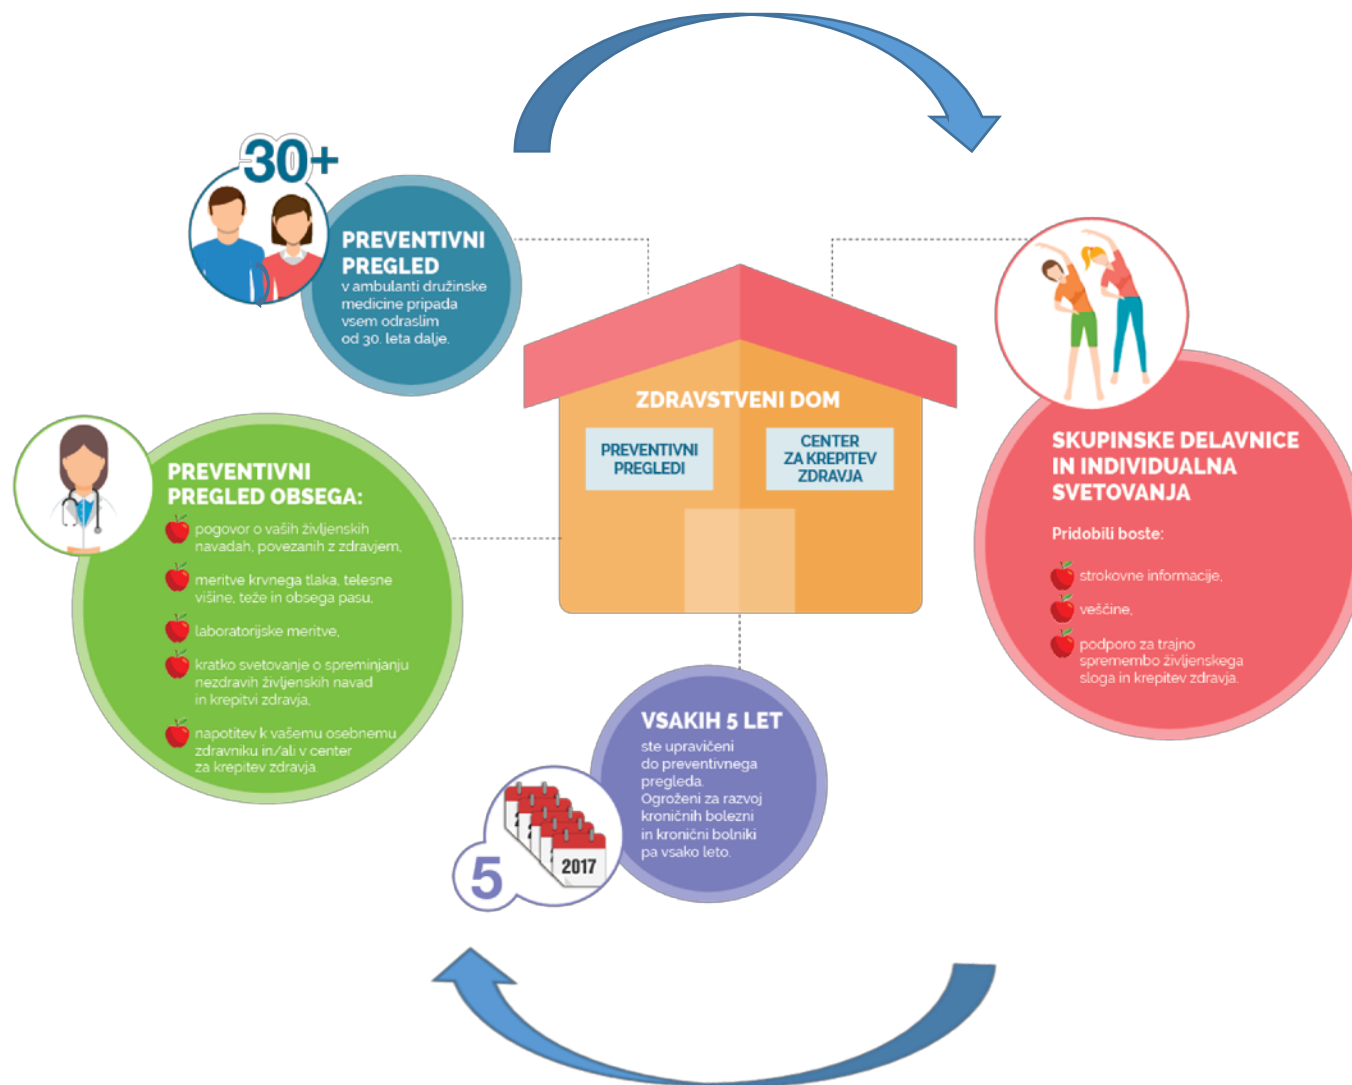 30+
PREVENTIVNI
PREGLED
v ambulanti družinske
medicine pripada
vsem odraslim
od 30. leta dalje.
ZDRAVSTVENI DOM
PREVENTIVNI
PREGLEDI
CENTER
ZA KREPITEV
ZDRAVJA
PREVENTIVNI
PREGLED OBSEGA:
pogovor o vaših življenskih
navadah, povezanih z zdravjem,
meritve krvnega tlaka, telesne
višine, teže in obsega pasu,
laboratorijske meritve,
kratko svetovanje o spreminjanju
nezdravih življenskih navad
in krepitvi zdravja,
napotitev k vašemu osebnemu
zdravniku in/ali v center
za krepitev zdravja.
SKUPINSKE DELAVNICE
IN INDIVIDUALNA
SVETOVANJA
Pridobili boste:
strokovne informacije,
veščine,
podporo za trajno
spremembo življenskega
sloga in krepitev zdravja.
VSAKIH 5 LET
ste upravičeni
do preventivnega
pregleda.
Ogroženi za razvoj
kroničnih bolezni
in kronični bolniki
pa vsako leto.
5
2017